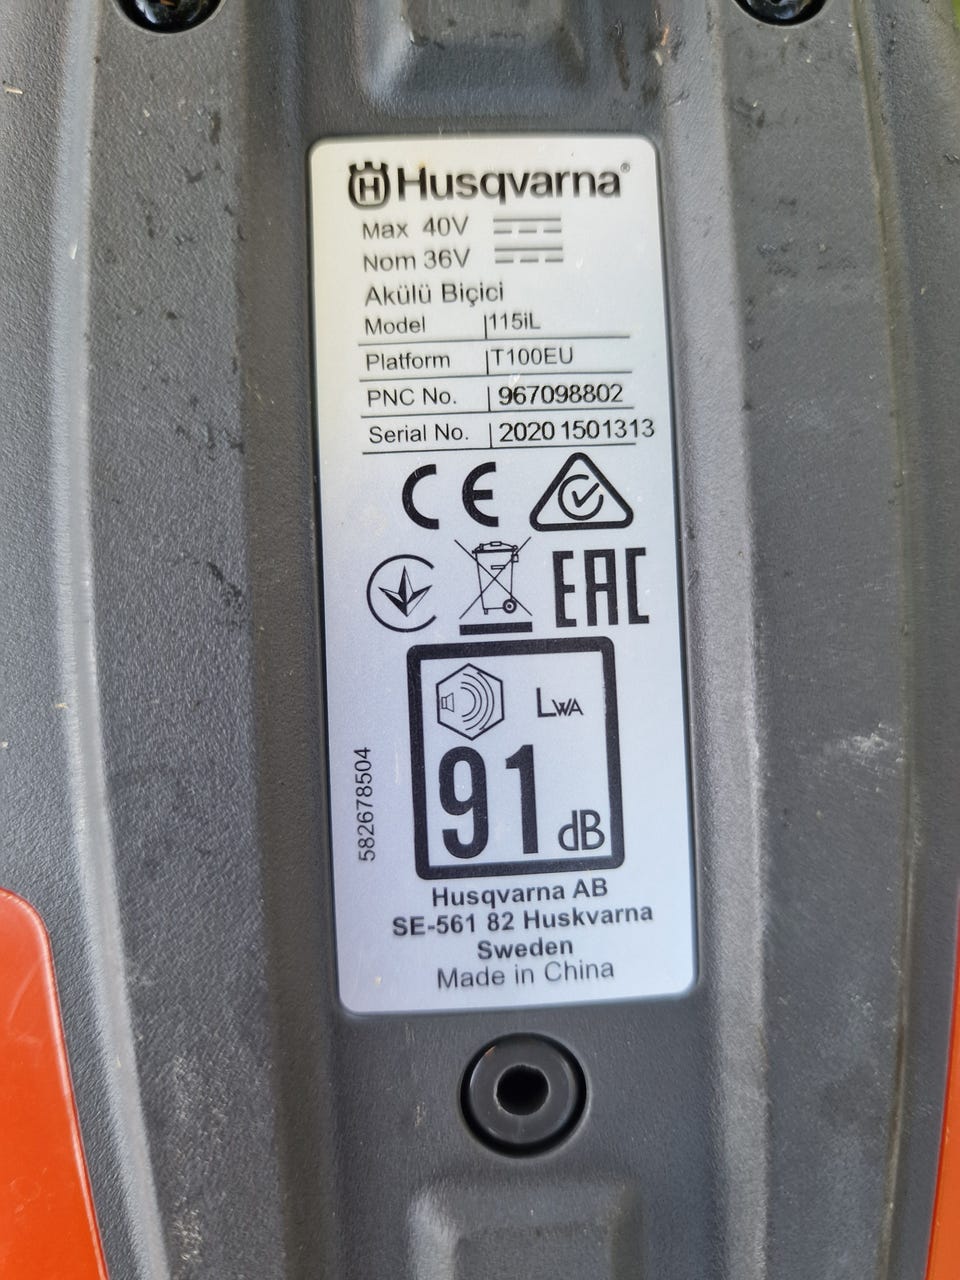 Husqvarna®
Max 40V
Nom 36V
Akülü Biçici
Model 115iL
Platform T100EU
PNC No. 967098802
Serial No. 2020 1501313
CE
EAC
LWA
91 dB
582678504
Husqvarna AB
SE-561 82 Huskvarna
Sweden
Made in China